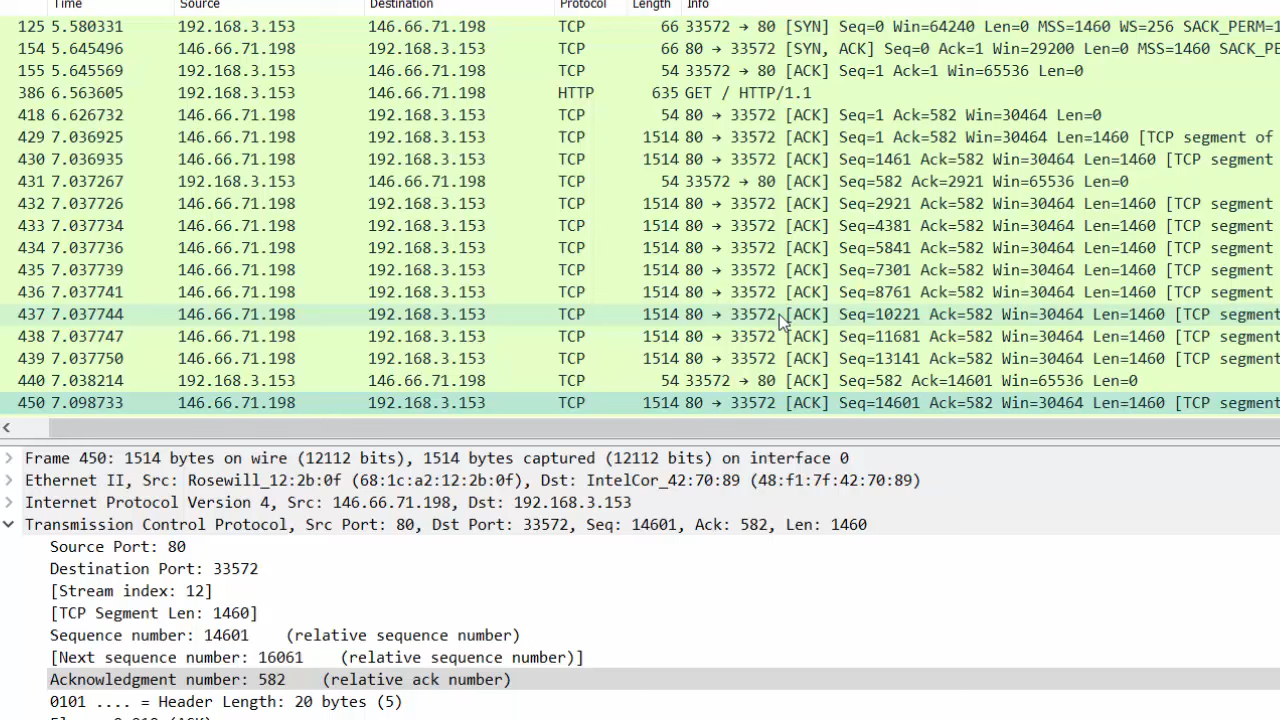 Time Source Destination Protocol Length Info
125 5.580331 192.168.3.153 146.66.71.198 TCP 66 33572 → 80 [SYN] Seq=0 Win=64240 Len=0 MSS=1460 WS=256 SACK_PERM=1
154 5.645496 146.66.71.198 192.168.3.153 TCP 66 80 → 33572 [SYN, ACK] Seq=0 Ack=1 Win=29200 Len=0 MSS=1460 SACK_P
155 5.645569 192.168.3.153 146.66.71.198 TCP 54 33572 → 80 [ACK] Seq=1 Ack=1 Win=65536 Len=0
386 6.563605 192.168.3.153 146.66.71.198 HTTP 635 GET / HTTP/1.1
418 6.626732 146.66.71.198 192.168.3.153 TCP 54 80 → 33572 [ACK] Seq=1 Ack=582 Win=30464 Len=0
429 7.036925 146.66.71.198 192.168.3.153 TCP 1514 80 → 33572 [ACK] Seq=1 Ack=582 Win=30464 Len=1460 [TCP segment of
430 7.036935 146.66.71.198 192.168.3.153 TCP 1514 80 → 33572 [ACK] Seq=1461 Ack=582 Win=30464 Len=1460 [TCP segment
431 7.037267 192.168.3.153 146.66.71.198 TCP 54 33572 → 80 [ACK] Seq=582 Ack=2921 Win=65536 Len=0
432 7.037726 146.66.71.198 192.168.3.153 TCP 1514 80 → 33572 [ACK] Seq=2921 Ack=582 Win=30464 Len=1460 [TCP segment
433 7.037734 146.66.71.198 192.168.3.153 TCP 1514 80 → 33572 [ACK] Seq=4381 Ack=582 Win=30464 Len=1460 [TCP segment
434 7.037736 146.66.71.198 192.168.3.153 TCP 1514 80 → 33572 [ACK] Seq=5841 Ack=582 Win=30464 Len=1460 [TCP segment
435 7.037739 146.66.71.198 192.168.3.153 TCP 1514 80 → 33572 [ACK] Seq=7301 Ack=582 Win=30464 Len=1460 [TCP segment
436 7.037741 146.66.71.198 192.168.3.153 TCP 1514 80 → 33572 [ACK] Seq=8761 Ack=582 Win=30464 Len=1460 [TCP segment
437 7.037744 146.66.71.198 192.168.3.153 TCP 1514 80 → 33572 [ACK] Seq=10221 Ack=582 Win=30464 Len=1460 [TCP segment
438 7.037747 146.66.71.198 192.168.3.153 TCP 1514 80 → 33572 [ACK] Seq=11681 Ack=582 Win=30464 Len=1460 [TCP segment
439 7.037750 146.66.71.198 192.168.3.153 TCP 1514 80 → 33572 [ACK] Seq=13141 Ack=582 Win=30464 Len=1460 [TCP segment
440 7.038214 192.168.3.153 146.66.71.198 TCP 54 33572 → 80 [ACK] Seq=582 Ack=14601 Win=65536 Len=0
450 7.098733 146.66.71.198 192.168.3.153 TCP 1514 80 → 33572 [ACK] Seq=14601 Ack=582 Win=30464 Len=1460 [TCP segment
Frame 450: 1514 bytes on wire (12112 bits), 1514 bytes captured (12112 bits) on interface 0
Ethernet II, Src: Rosewill_12:2b:0f (68:1c:a2:12:2b:0f), Dst: IntelCor_42:70:89 (48:f1:7f:42:70:89)
Internet Protocol Version 4, Src: 146.66.71.198, Dst: 192.168.3.153
Transmission Control Protocol, Src Port: 80, Dst Port: 33572, Seq: 14601, Ack: 582, Len: 1460
Source Port: 80
Destination Port: 33572
[Stream index: 12]
[TCP Segment Len: 1460]
Sequence number: 14601 (relative sequence number)
[Next sequence number: 16061 (relative sequence number)]
Acknowledgment number: 582 (relative ack number)
0101 .... = Header Length: 20 bytes (5)